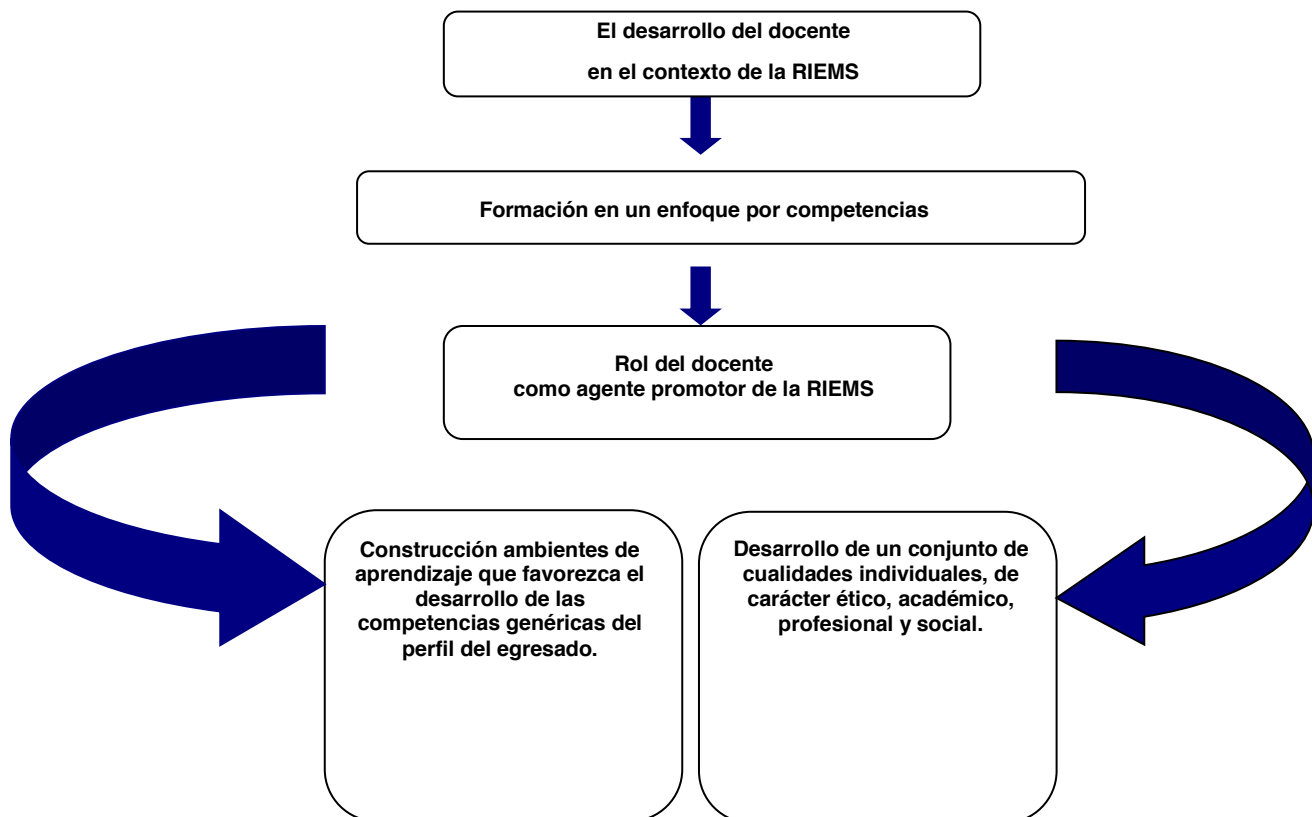 El desarrollo del docente
en el contexto de la RIEMS
Formación en un enfoque por competencias
Rol del docente
como agente promotor de la RIEMS
Construcción ambientes de
aprendizaje que favorezca el
desarrollo de las
competencias genéricas del
perfil del egresado.
Desarrollo de un conjunto de
cualidades individuales, de
carácter ético, académico,
profesional y social.